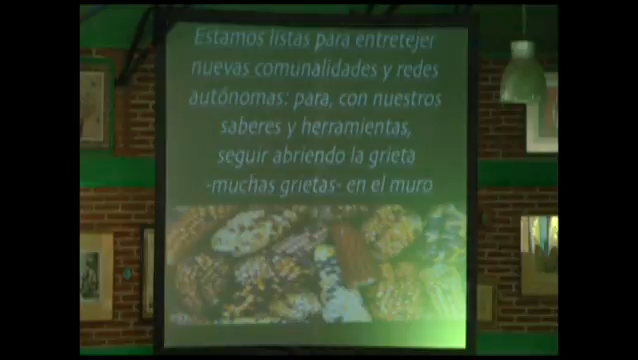 Estamos listas para entretejer
nuevas comunalidades y redes
autónomas: para, con nuestros
saberes y herramientas,
seguir abriendo la grieta
-muchas grietas- en el muro